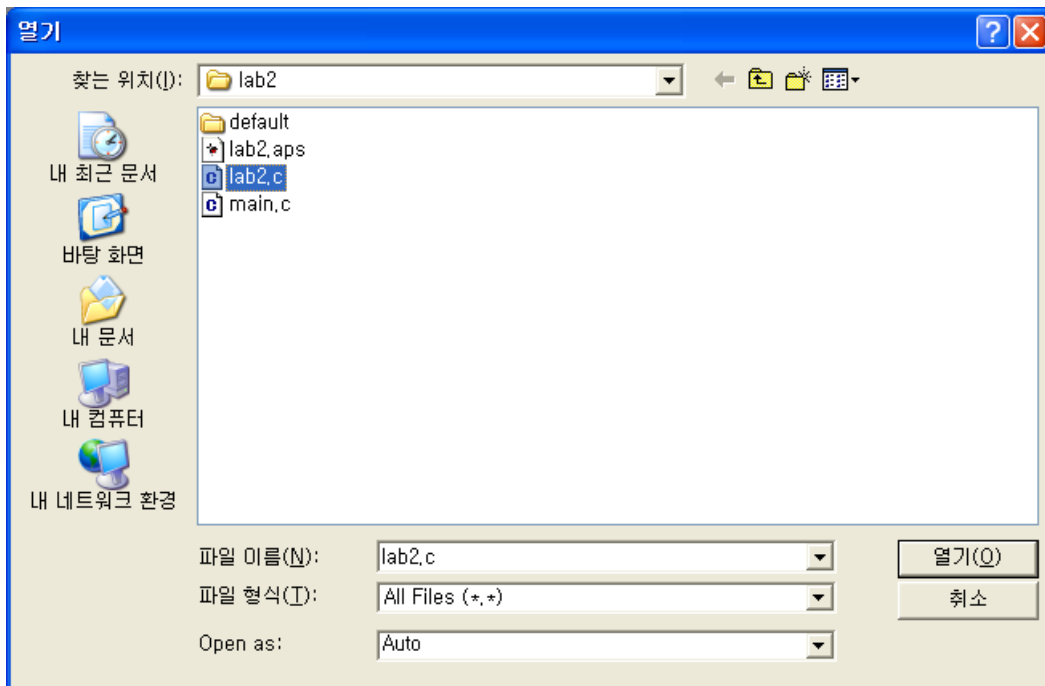 열기
찾는 위치(I):
lab2
default
lab2.aps
lab2.c
main.c
내 최근 문서
바탕 화면
내 문서
내 컴퓨터
내 네트워크 환경
파일 이름(N):
lab2.c
열기(O)
파일 형식(T):
All Files (*.*)
취소
Open as:
Auto